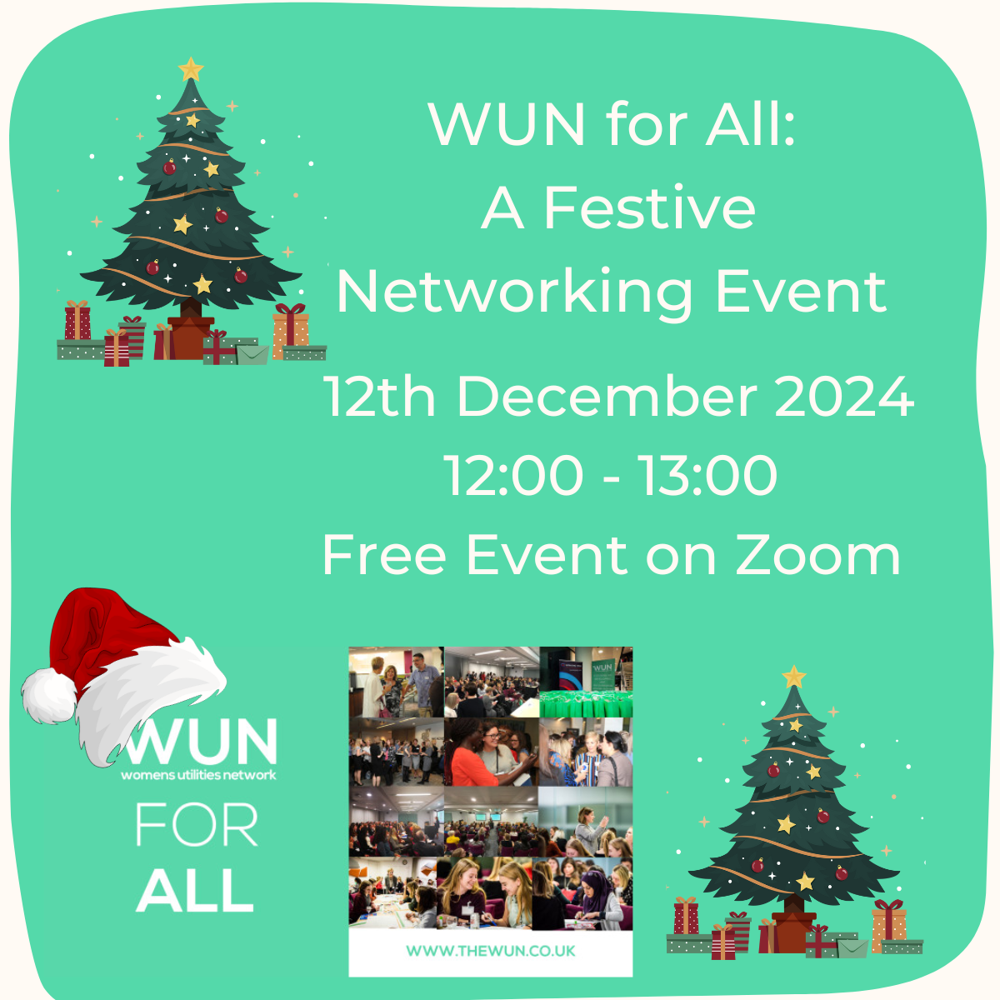 WUN for All:
A Festive
Networking Event
12th December 2024
12:00 - 13:00
Free Event on Zoom
WUN
womens utilities network
FOR
ALL
WUN
WWW.THEWUN.CO.UK